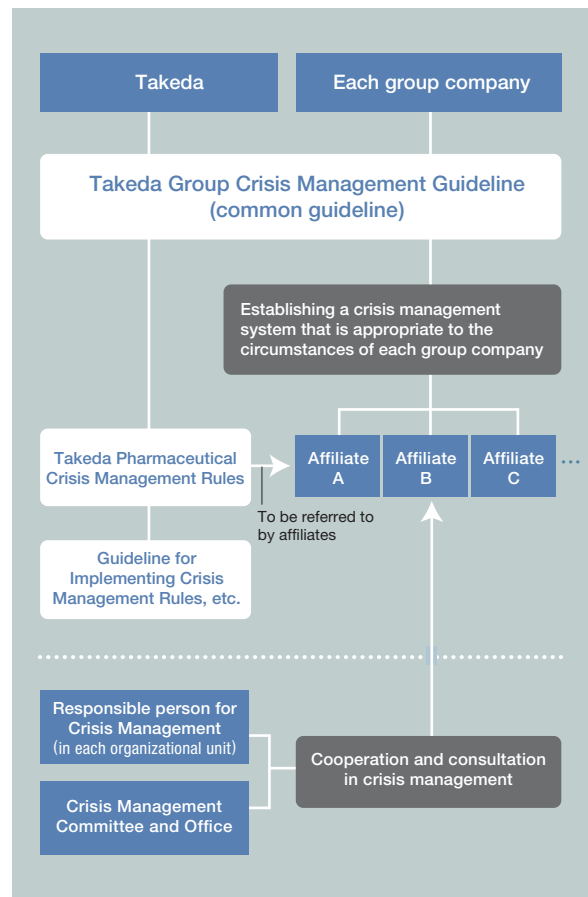 Takeda
Each group company
Takeda Group Crisis Management Guideline
(common guideline)
Establishing a crisis management
system that is appropriate to the
circumstances of each group company
Takeda Pharmaceutical
Crisis Management Rules
To be referred to
by affiliates
Affiliate
A
Affiliate
B
Affiliate
C
...
Guideline for
Implementing Crisis
Management Rules, etc.
Responsible person for
Crisis Management
(in each organizational unit)
Cooperation and consultation
in crisis management
Crisis Management
Committee and Office